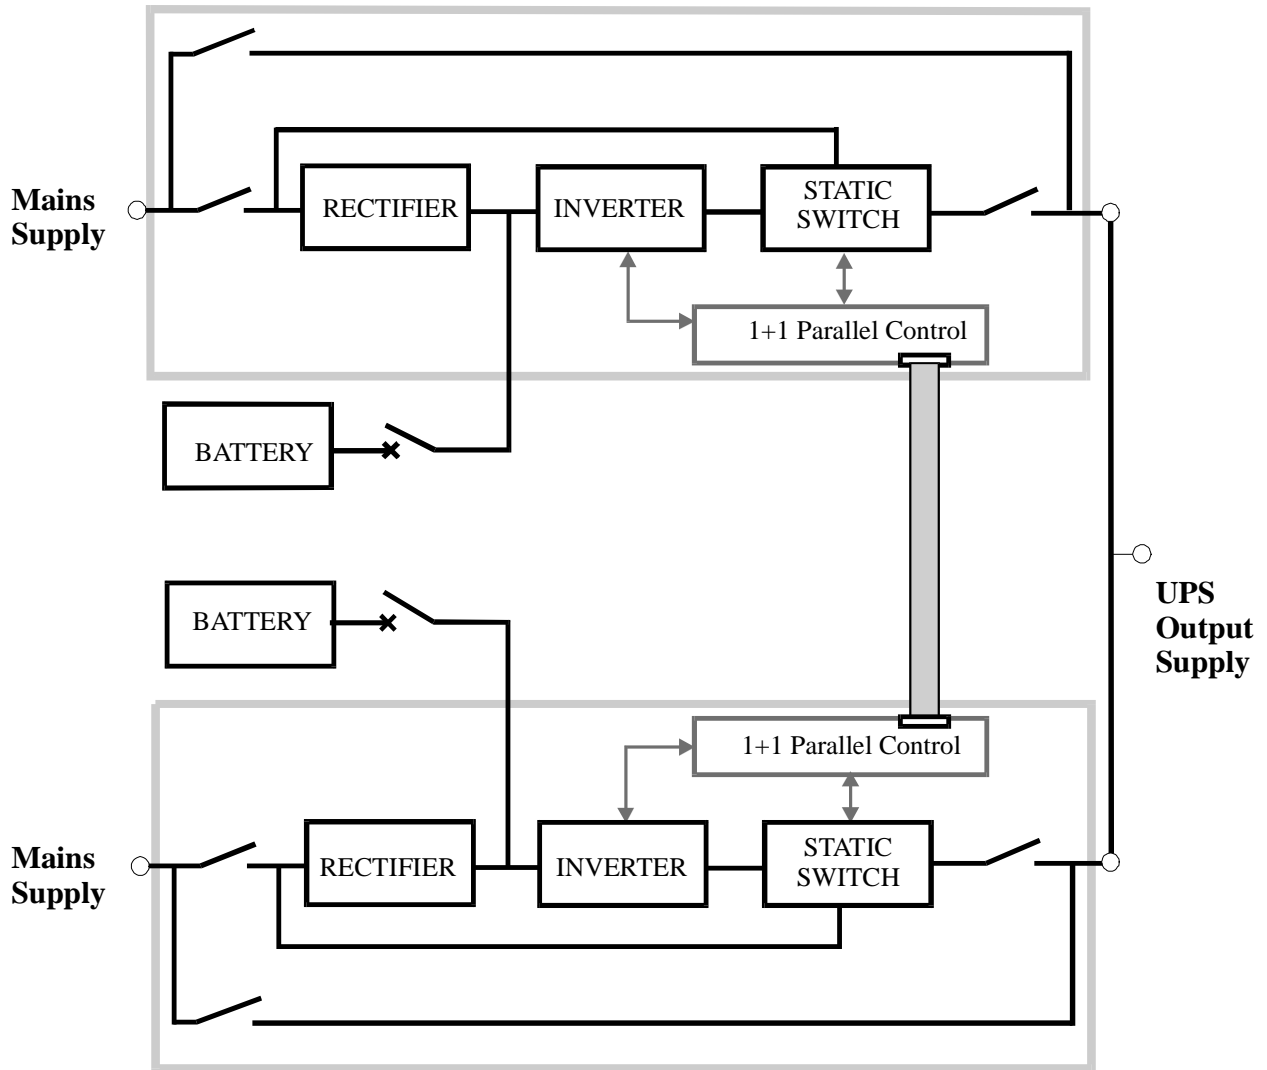 Mains
Supply
RECTIFIER
INVERTER
STATIC
SWITCH
1+1 Parallel Control
BATTERY
BATTERY
UPS
Output
Supply
1+1 Parallel Control
Mains
Supply
RECTIFIER
INVERTER
STATIC
SWITCH